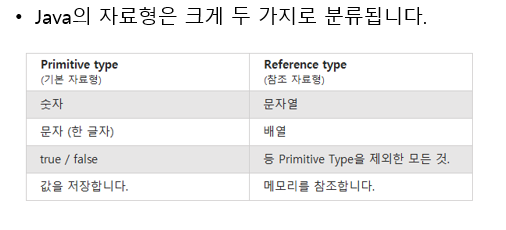 • Java의 자료형은 크게 두 가지로 분류됩니다.
Primitive type Reference type
(기본 자료형) (참조 자료형)
숫자 문자열
문자 (한 글자) 배열
true / false 등 Primitive Type을 제외한 모든 것.
값을 저장합니다. 메모리를 참조합니다.